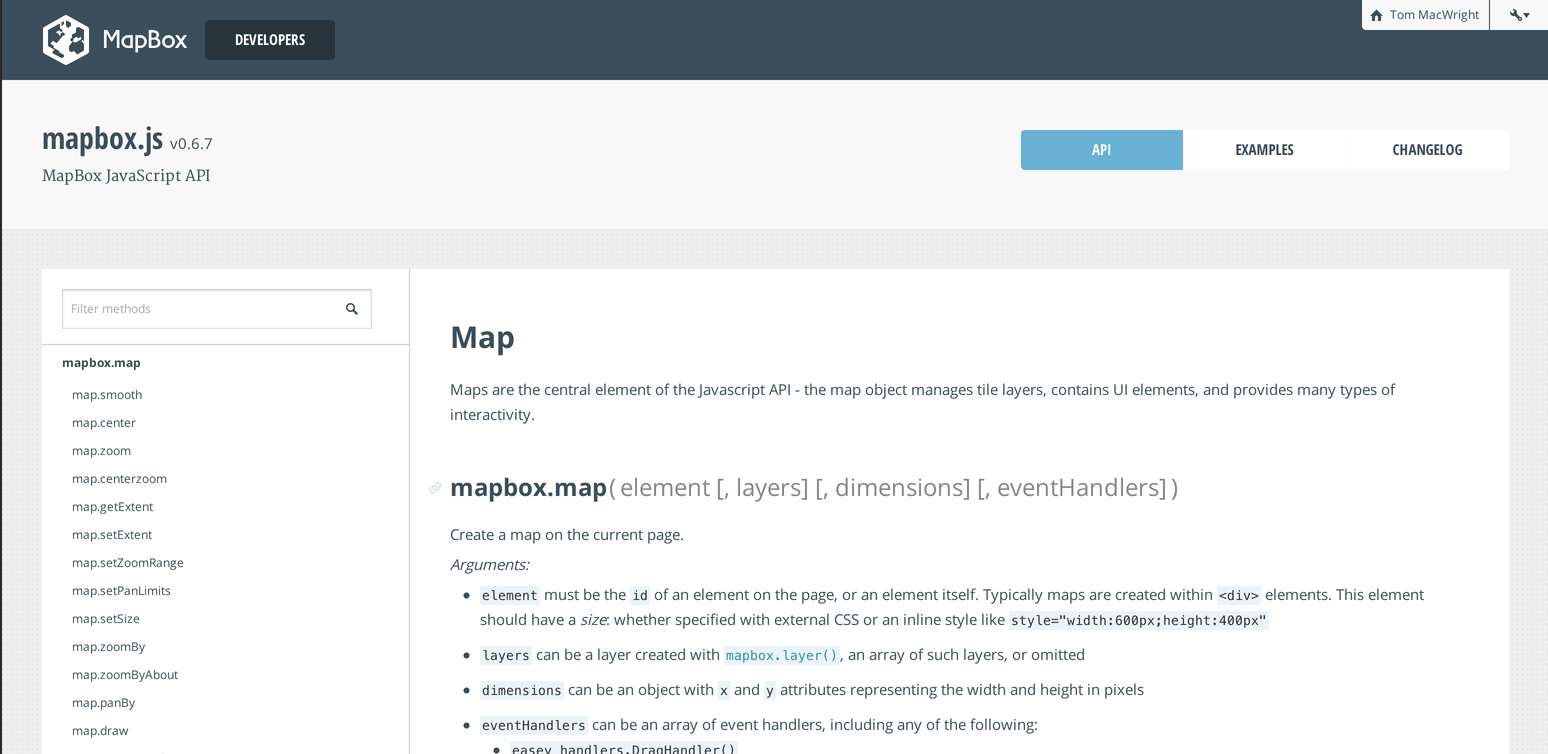 MapBox
DEVELOPERS
Tom MacWright
mapbox.js v0.6.7
MapBox JavaScript API
API
EXAMPLES
CHANGELOG
Filter methods
mapbox.map
map.smooth
map.center
map.zoom
map.centerzoom
map.getExtent
map.setExtent
map.setZoomRange
map.setPanLimits
map.setSize
map.zoomBy
map.zoomByAbout
map.panBy
map.draw
Map
Maps are the central element of the Javascript API - the map object manages tile layers, contains UI elements, and provides many types of
interactivity.
mapbox.map(element [, layers] [, dimensions] [, eventHandlers])
Create a map on the current page.
Arguments:
• element must be the id of an element on the page, or an element itself. Typically maps are created within <div> elements. This element
should have a size: whether specified with external CSS or an inline style like style="width:600px;height:400px"
• layers can be a layer created with mapbox.layer(), an array of such layers, or omitted
• dimensions can be an object with x and y attributes representing the width and height in pixels
• eventHandlers can be an array of event handlers, including any of the following:
• easey_handlers.DragHandler()